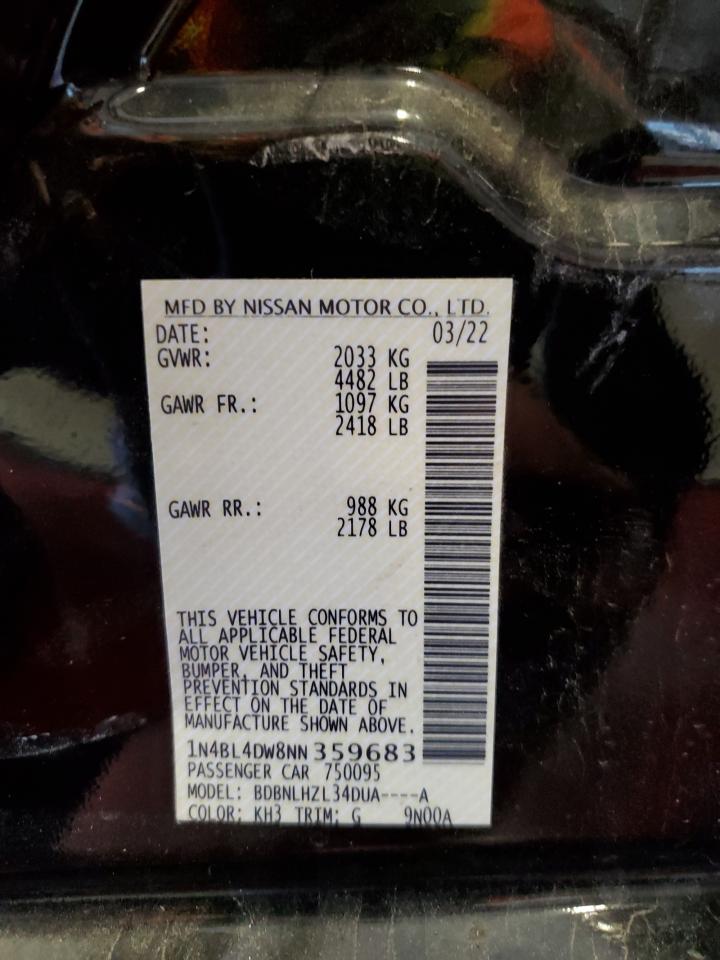 MFD BY NISSAN MOTOR CO., LTD.
DATE: 03/22
GVWR: 2033 KG
4482 LB
GAWR FR.: 1097 KG
2418 LB
GAWR RR.: 988 KG
2178 LB
THIS VEHICLE CONFORMS TO
ALL APPLICABLE FEDERAL
MOTOR VEHICLE SAFETY,
BUMPER, AND THEFT
PREVENTION STANDARDS IN
EFFECT ON THE DATE OF
MANUFACTURE SHOWN ABOVE.
1N4BL4DW8NN359683
PASSENGER CAR 750095
MODEL: BDBNLHZL34DUA----A
COLOR: KH3 TRIM: G 9N00A